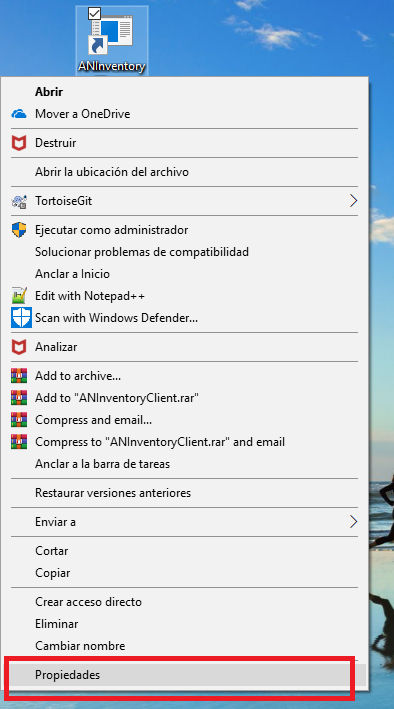 ANInventory
Abrir
Mover a OneDrive
Destruir
Abrir la ubicación del archivo
TortoiseGit
Ejecutar como administrador
Solucionar problemas de compatibilidad
Anclar a Inicio
Edit with Notepad++
Scan with Windows Defender...
Analizar
Add to archive...
Add to "ANInventoryClient.rar"
Compress and email...
Compress to "ANInventoryClient.rar" and email
Anclar a la barra de tareas
Restaurar versiones anteriores
Enviar a
Cortar
Copiar
Crear acceso directo
Eliminar
Cambiar nombre
Propiedades